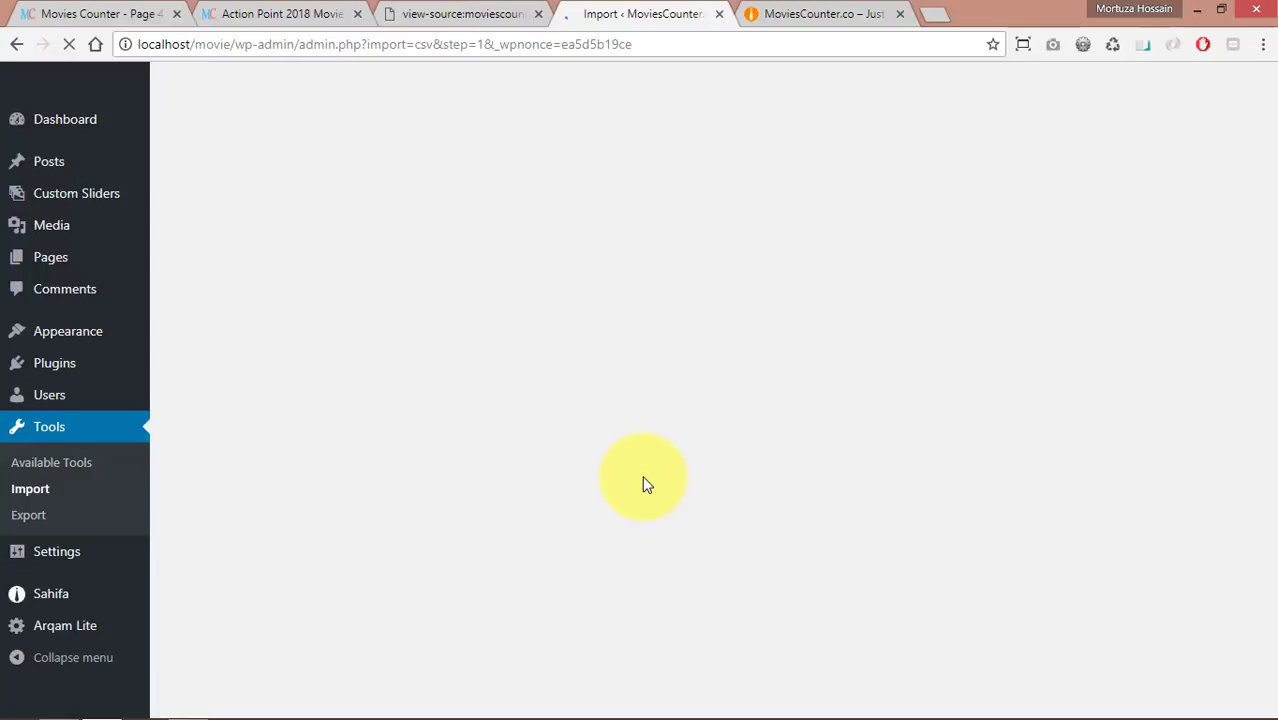 Movies Counter - Page 4
Action Point 2018 Movie
view-source:moviescoun
Import ‹ MoviesCounter.
MoviesCounter.co – Just
Mortuza Hossain
localhost/movie/wp-admin/admin.php?import=csv&step=1&_wpnonce=ea5d5b19ce
Dashboard
Posts
Custom Sliders
Media
Pages
Comments
Appearance
Plugins
Users
Tools
Available Tools
Import
Export
Settings
Sahifa
Arqam Lite
Collapse menu